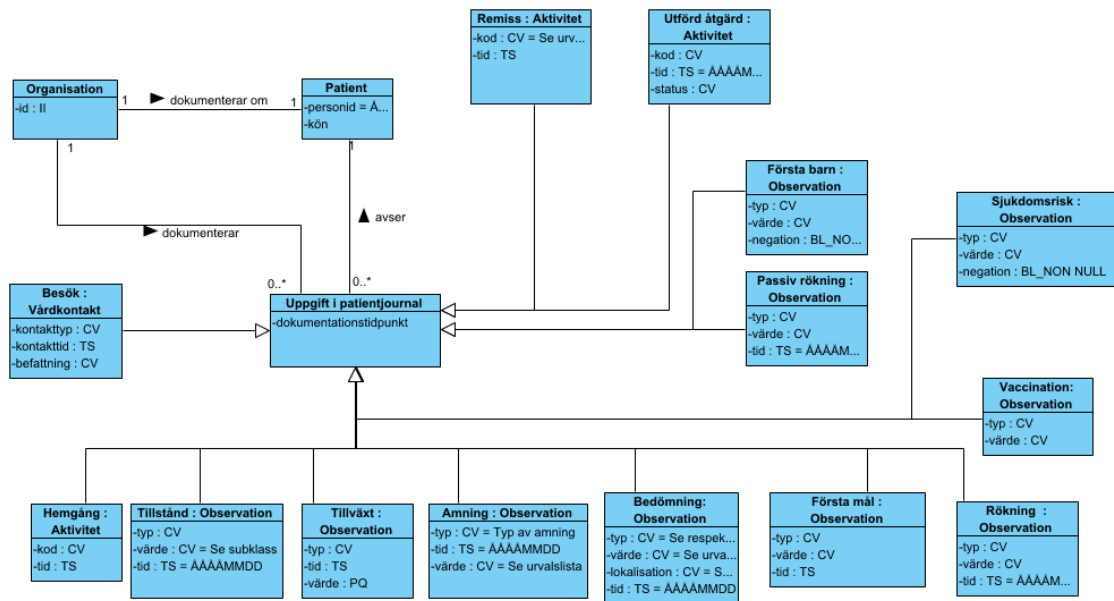 Remiss : Aktivitet
-kod : CV = Se urv...
-tid : TS
Utförd åtgärd :
Aktivitet
-kod : CV
-tid : TS = ÅÅÅÅM...
-status : CV
Organisation
-id : II
1
dokumenterar om
1
Patient
-personid = Å...
-kön
1
dokumenterar
1
avser
0..*
0..*
Första barn :
Observation
-typ : CV
-värde : CV
-negation : BL_NO...
Sjukdomsrisk :
Observation
-typ : CV
-värde : CV
-negation : BL_NON NULL
Besök :
Vårdkontakt
-kontakttyp : CV
-kontakttid : TS
-befattning : CV
Uppgift i patientjournal
-dokumentationstidpunkt
Passiv rökning :
Observation
-typ : CV
-värde : CV
-tid : TS = ÅÅÅÅM...
Vaccination:
Observation
-typ : CV
-värde : CV
Hemgång :
Aktivitet
-kod : CV
-tid : TS
Tillstånd : Observation
-typ : CV
-värde : CV = Se subklass
-tid : TS = ÅÅÅÅMMDD
Tillväxt :
Observation
-typ : CV
-tid : TS
-värde : PQ
Amning : Observation
-typ : CV = Typ av amning
-tid : TS = ÅÅÅÅMMDD
-värde : CV = Se urvalslista
Bedömning:
Observation
-typ : CV = Se respek...
-värde : CV = Se urva...
-lokalisation : CV = S...
-tid : TS = ÅÅÅÅMMDD
Första mål :
Observation
-typ : CV
-värde : CV
-tid : TS
Rökning :
Observation
-typ : CV
-värde : CV
-tid : TS = ÅÅÅÅM...